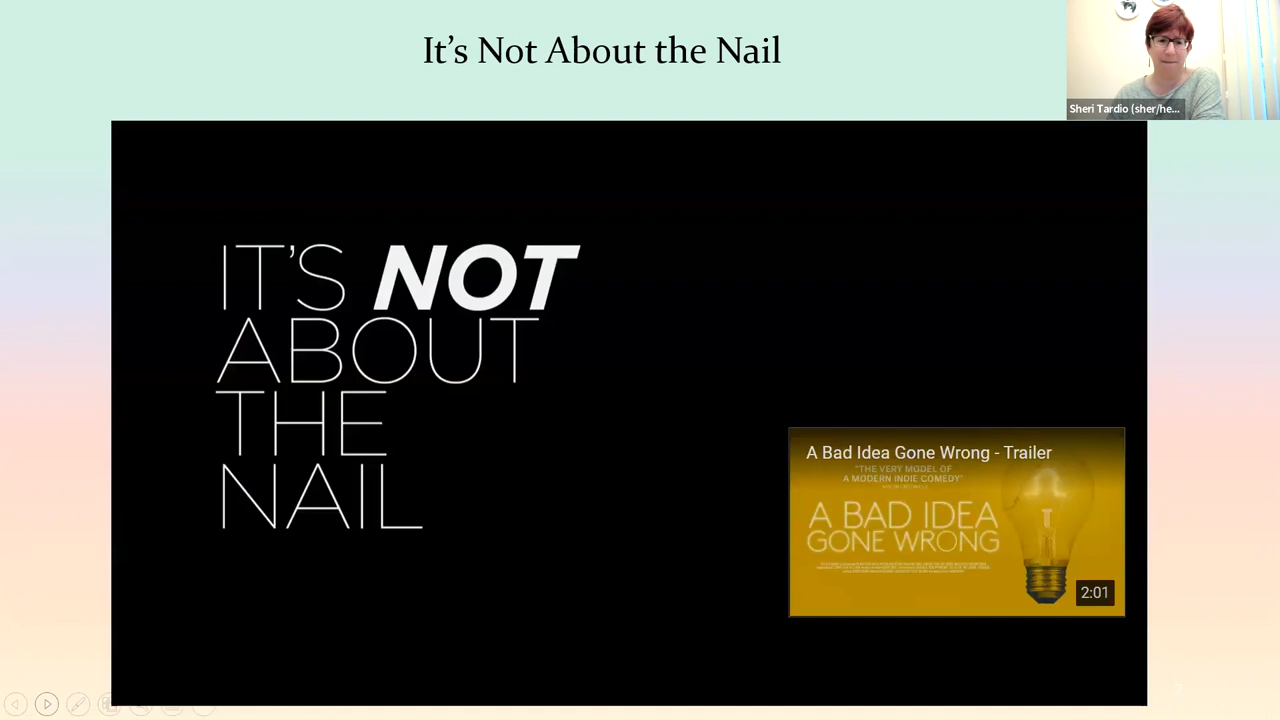 It's Not About the Nail
Sheri Tardio (sher/he...
IT'S NOT
ABOUT
THE
NAIL
A Bad Idea Gone Wrong - Trailer
"THE VERY MODEL OF
A MODERN INDIE COMEDY"
A BAD IDEA
GONE WRONG
2:01